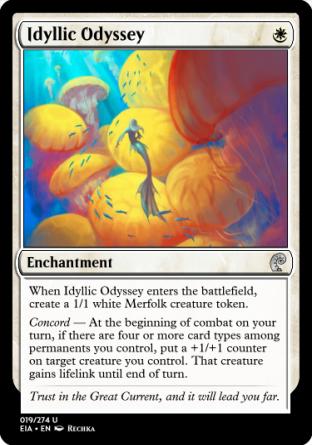 Idyllic Odyssey
Enchantment
When Idyllic Odyssey enters the battlefield,
create a 1/1 white Merfolk creature token.
Concord — At the beginning of combat on your
turn, if there are four or more card types among
permanents you control, put a +1/+1 counter
on target creature you control. That creature
gains lifelink until end of turn.
Trust in the Great Current, and it will lead you far.
019/274 U
EIA • EN Rechka